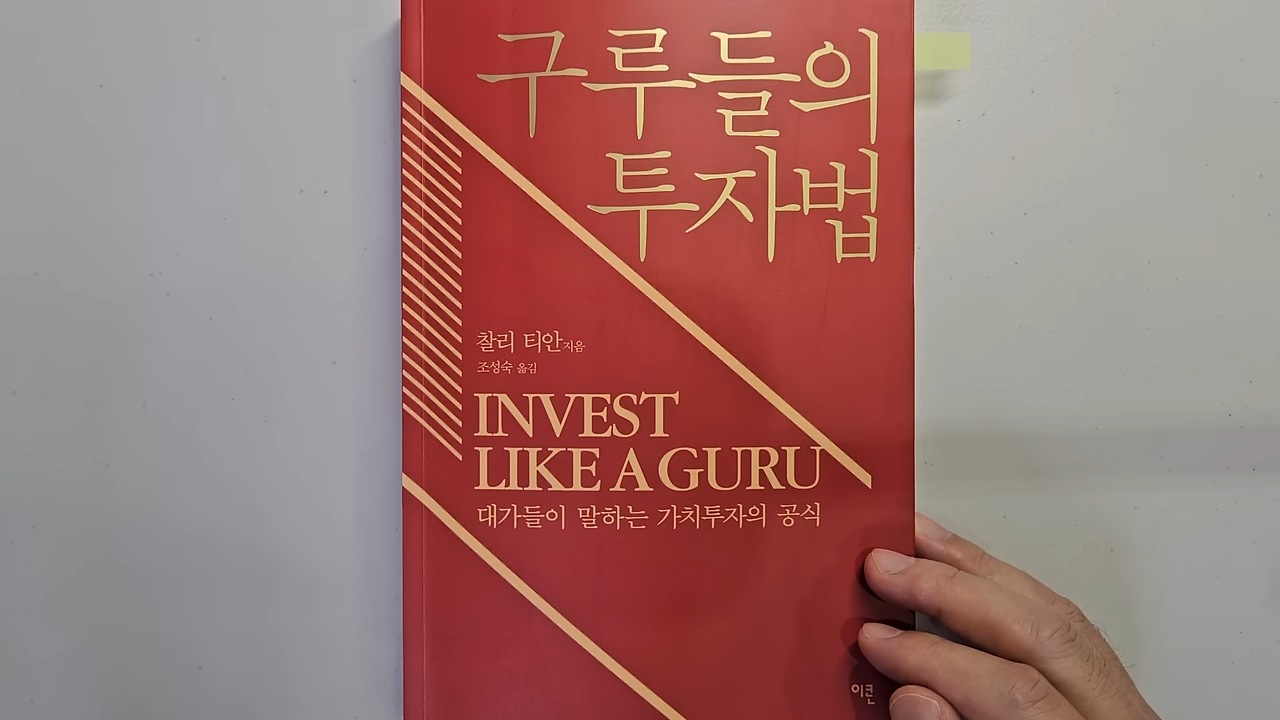 구루들의
투자법
찰리 티안 지음
조성숙 옮김
INVEST
LIKE A GURU
대가들이 말하는 가치투자의 공식
이콘